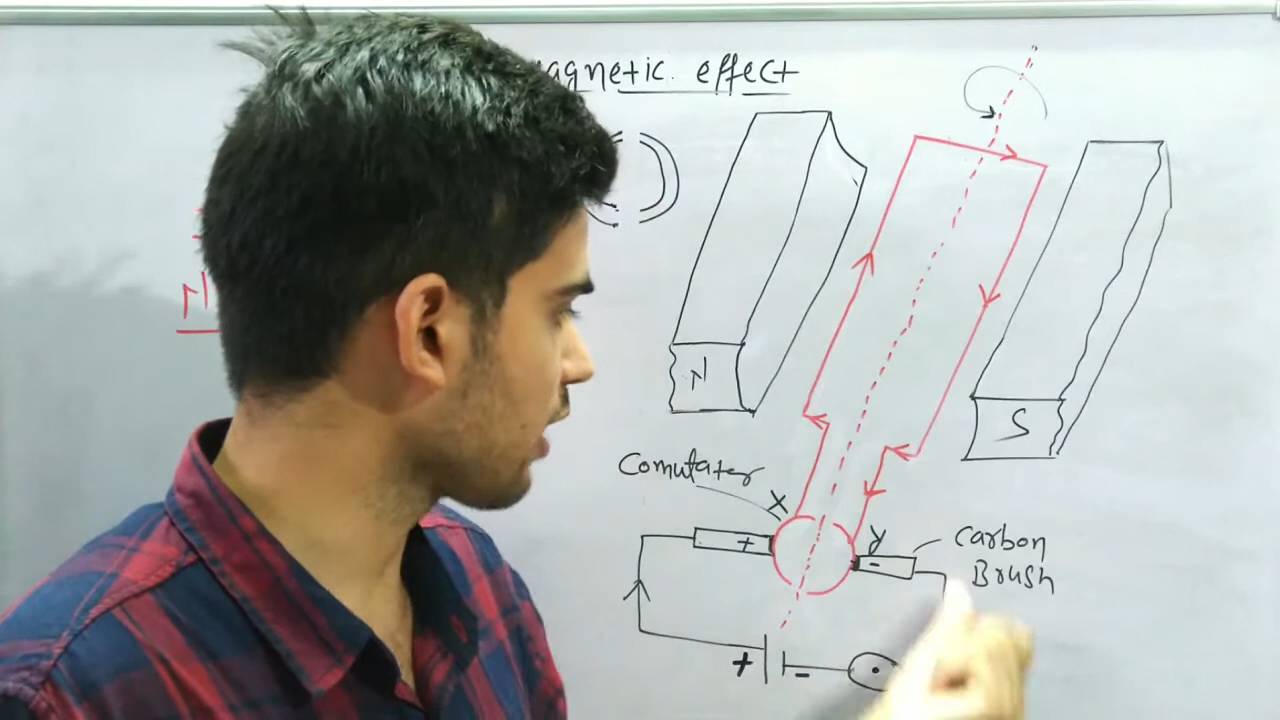 agnetic effect
N
N
S
Comutater
X
+
y
-
Carbon
Brush
+
-